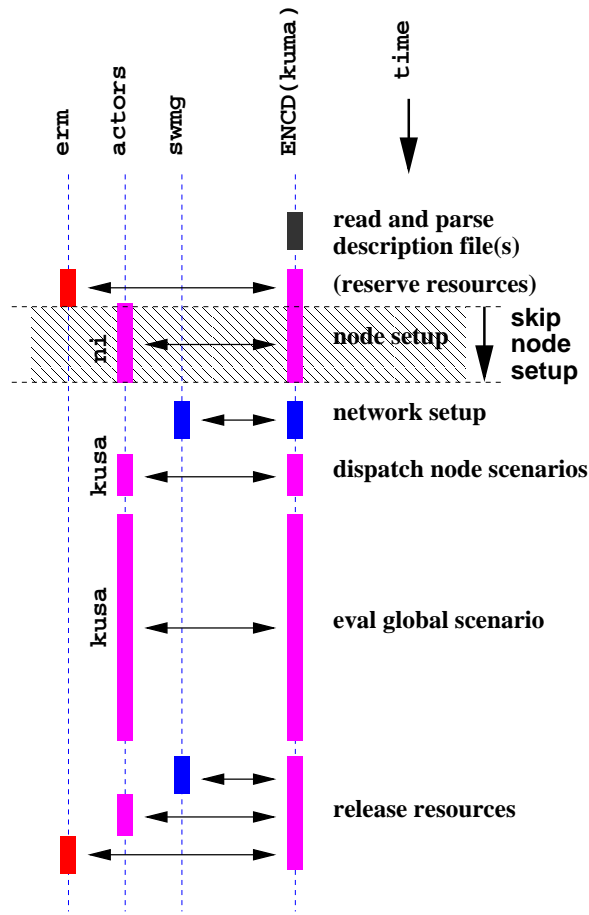 erm
actors
swmg
ENCD(kuma)
time
read and parse
description file(s)
(reserve resources)
ni
node setup
skip
node
setup
network setup
kusa
dispatch node scenarios
kusa
eval global scenario
release resources